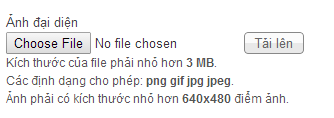 Ảnh đại diện
Choose File No file chosen Tải lên
Kích thước của file phải nhỏ hơn 3 MB.
Các định dạng cho phép: png gif jpg jpeg.
Ảnh phải có kích thước nhỏ hơn 640x480 điểm ảnh.